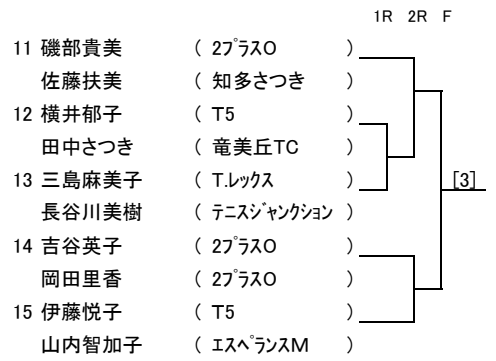 1R 2R F
11 磯部貴美 ( 2プラスO )
佐藤扶美 ( 知多さつき )
12 横井郁子 ( T5 )
田中さつき ( 竜美丘TC )
13 三島麻美子 ( T.レックス ) [3]
長谷川美樹 ( テニスジャンクション )
14 吉谷英子 ( 2プラスO )
岡田里香 ( 2プラスO )
15 伊藤悦子 ( T5 )
山内智加子 ( エスペランスM )